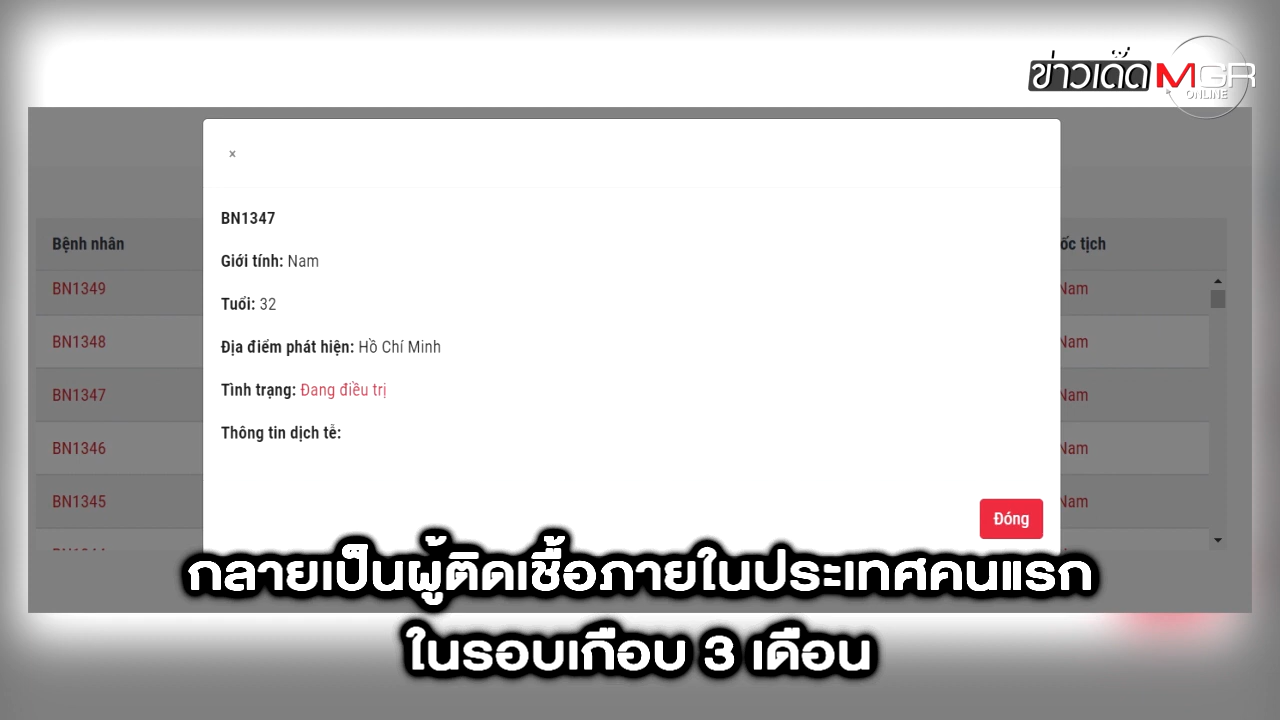 ข่าวเด๊ด MGR
ONLINE
×
BN1347
Bệnh nhân
ốc tịch
Giới tính: Nam
BN1349
Nam
Tuổi: 32
BN1348
Địa điểm phát hiện: Hồ Chí Minh
Nam
BN1347
Tình trạng: Đang điều trị
Nam
Thông tin dịch tễ:
BN1346
Nam
BN1345
Nam
Đóng
กลายเป็นผู้ติดเชื้อภายในประเทศคนแรก
ในรอบเกือบ 3 เดือน